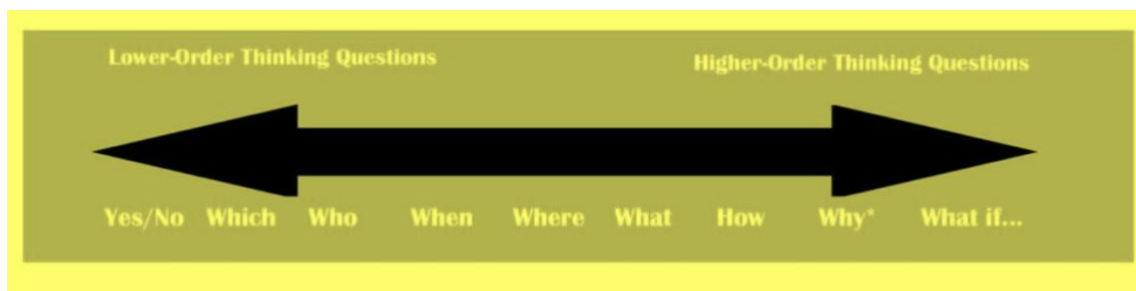 Lower-Order Thinking Questions
Higher-Order Thinking Questions
Yes/No Which Who When Where What How Why* What if...